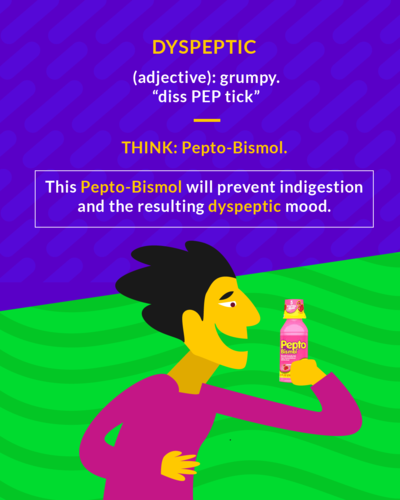 DYSPEPTIC
(adjective): grumpy.
“diss PEP tick”
THINK: Pepto-Bismol.
This Pepto-Bismol will prevent indigestion
and the resulting dyspeptic mood.
Pepto
Bismol